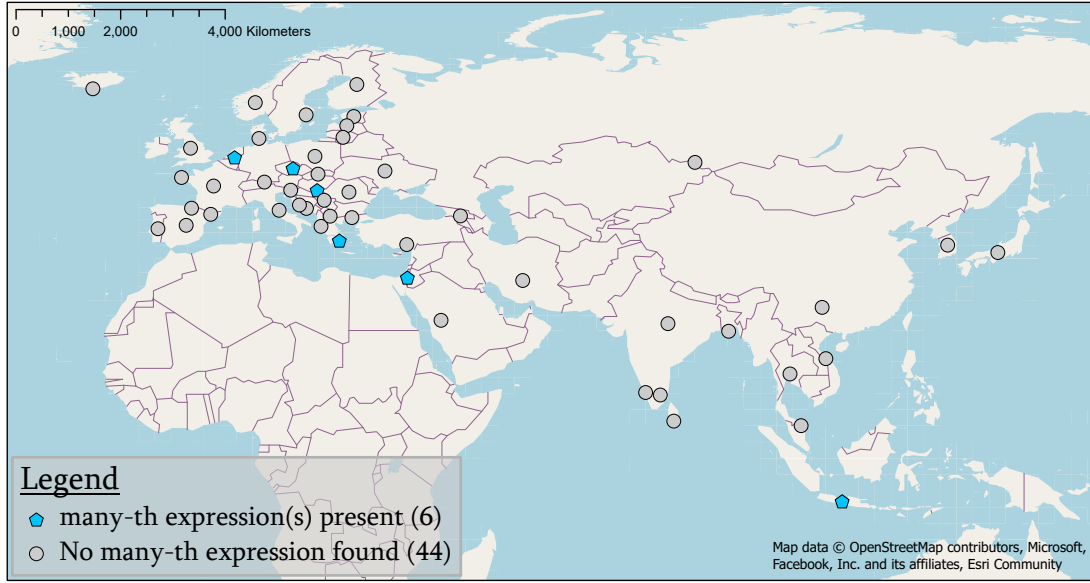 0 1,000 2,000 4,000 Kilometers
Legend
many-th expression(s) present (6)
No many-th expression found (44)
Map data © OpenStreetMap contributors, Microsoft,
Facebook, Inc. and its affiliates, Esri Community